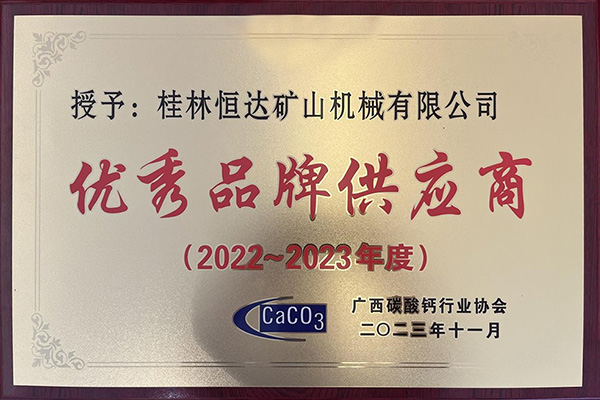 授予：桂林恒达矿山机械有限公司
优秀品牌供应商
（2022~2023年度）
CaCO3
广西碳酸钙行业协会
二〇二三年十一月